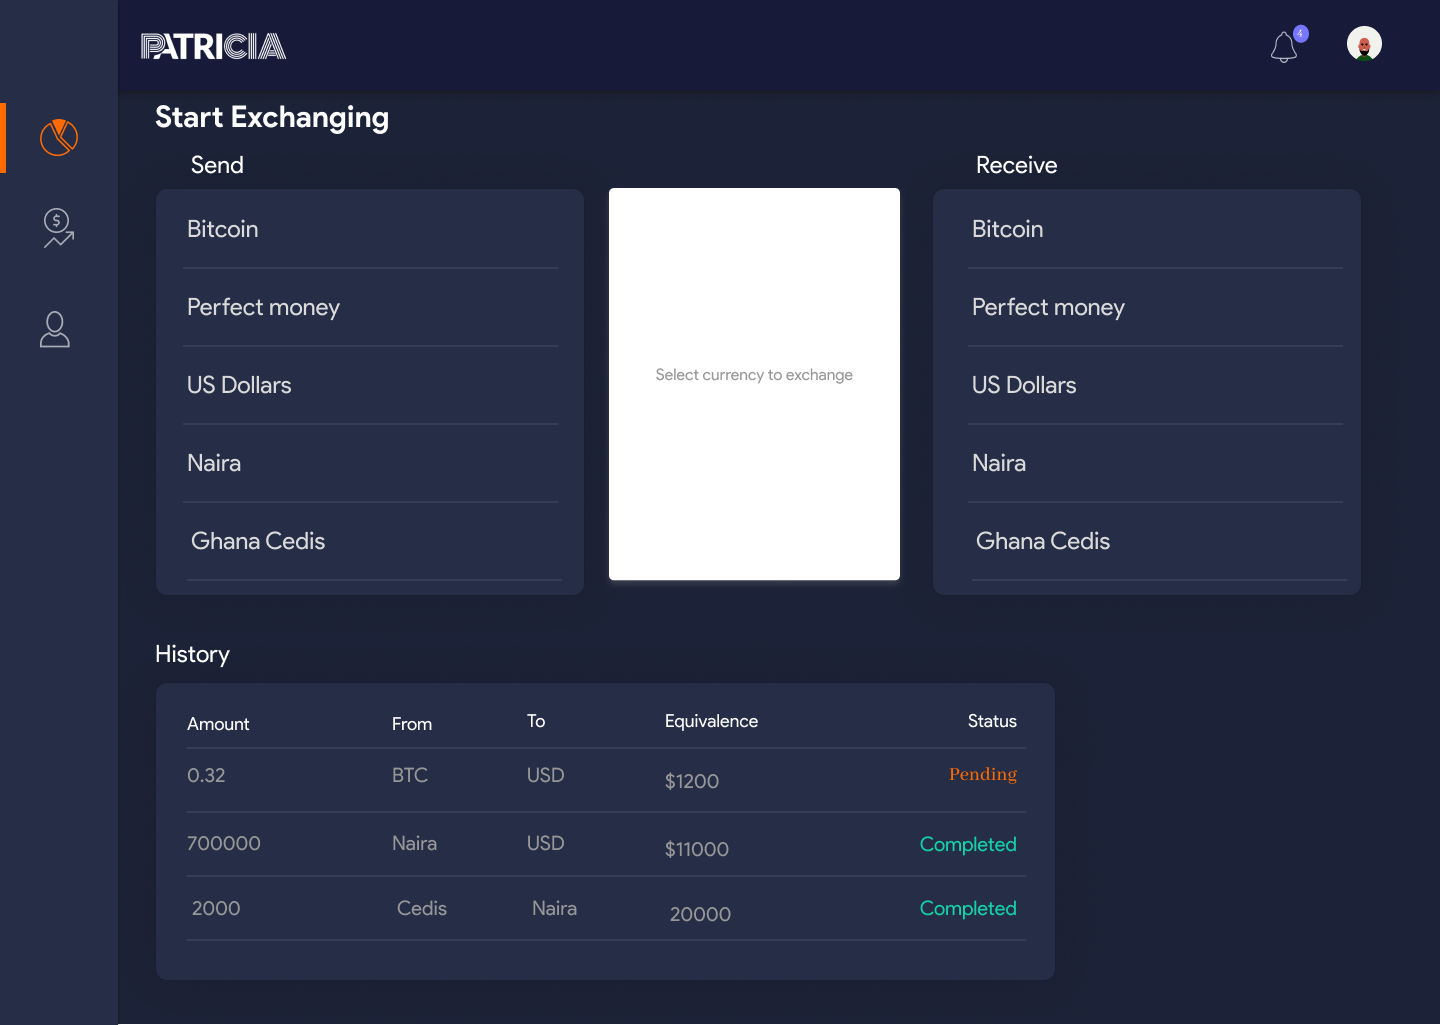 PATRICIA
4
Start Exchanging
Send
Receive
Bitcoin
Perfect money
US Dollars
Naira
Ghana Cedis
Select currency to exchange
Bitcoin
Perfect money
US Dollars
Naira
Ghana Cedis
History
Amount From To Equivalence Status
0.32 BTC USD $1200 Pending
700000 Naira USD $11000 Completed
2000 Cedis Naira 20000 Completed